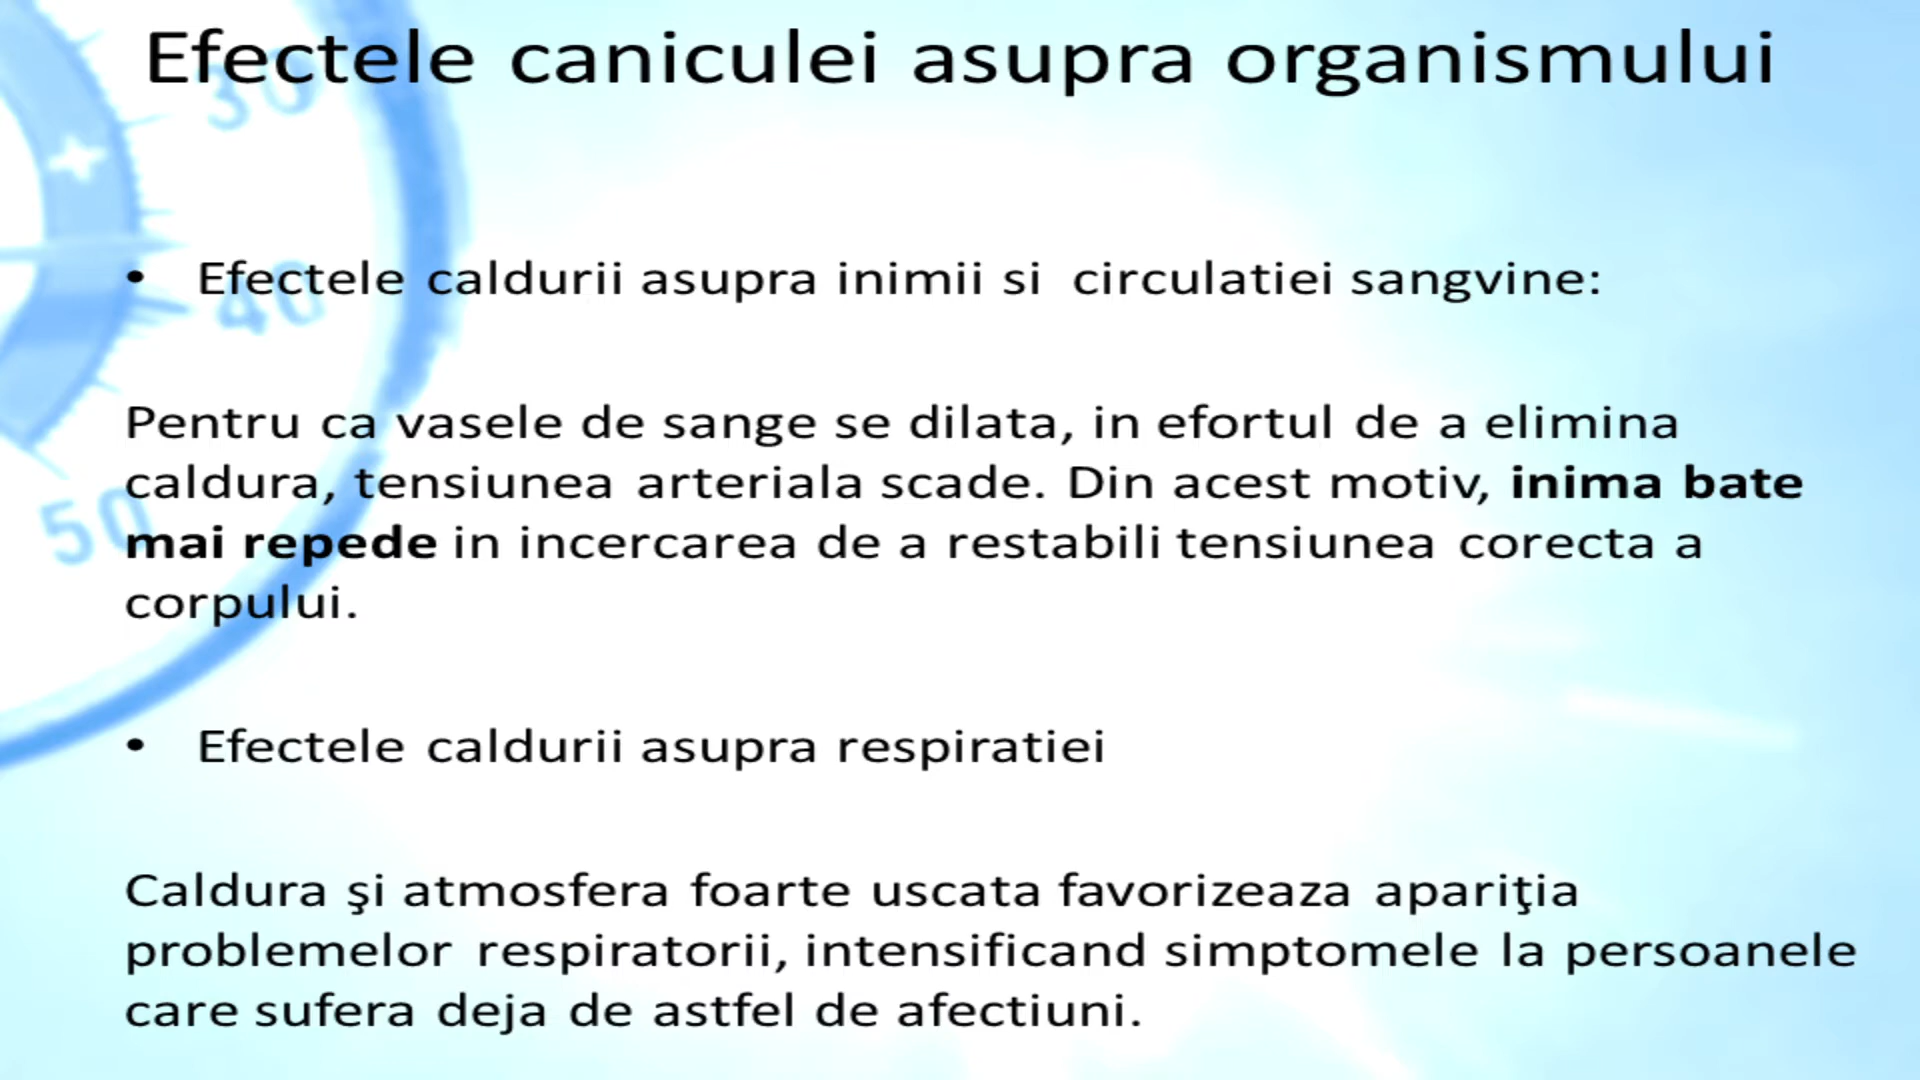 Efectele caniculei asupra organismului
30
40
50
• Efectele caldurii asupra inimii si circulatiei sangvine:
Pentru ca vasele de sange se dilata, in efortul de a elimina
caldura, tensiunea arteriala scade. Din acest motiv, inima bate
mai repede in incercarea de a restabili tensiunea corecta a
corpului.
• Efectele caldurii asupra respiratiei
Caldura şi atmosfera foarte uscata favorizeaza apariţia
problemelor respiratorii, intensificand simptomele la persoanele
care sufera deja de astfel de afectiuni.